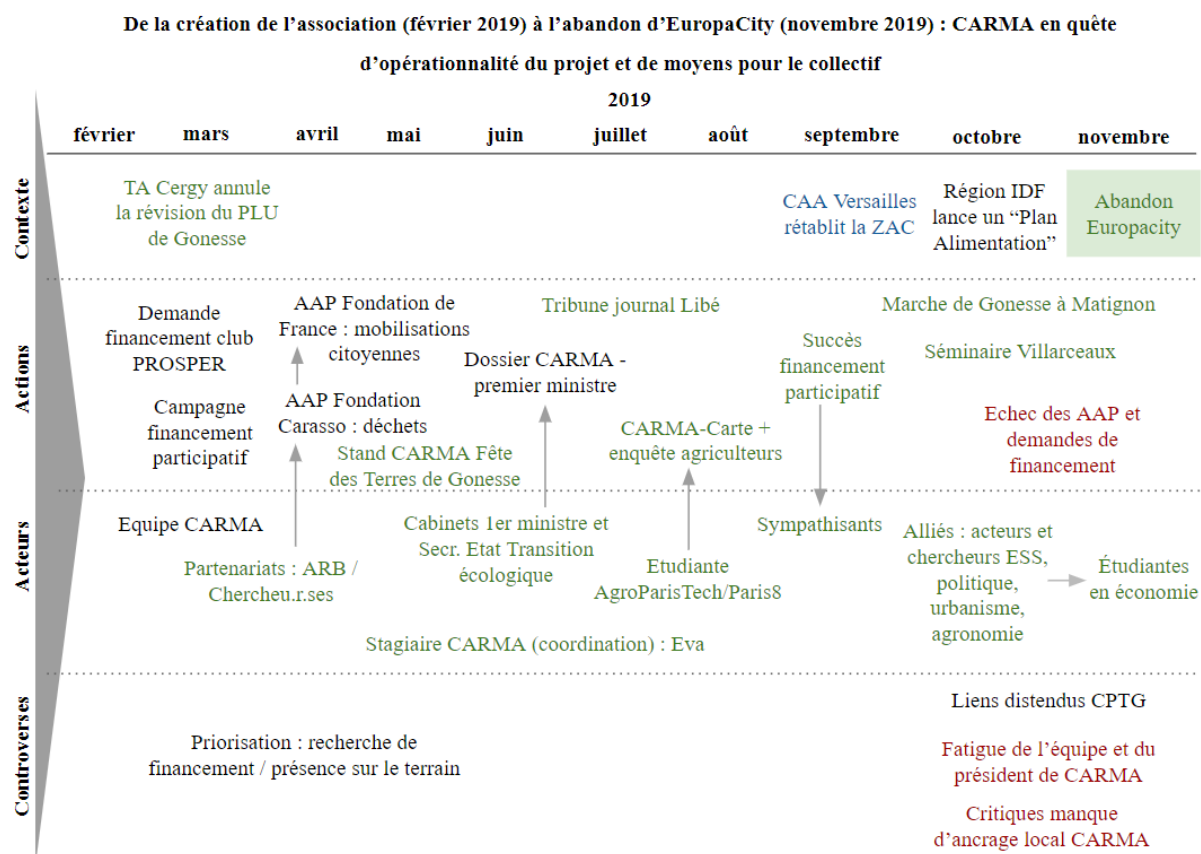 De la création de l’association (février 2019) à l’abandon d’EuropaCity (novembre 2019) : CARMA en quête
d’opérationnalité du projet et de moyens pour le collectif
2019
février mars avril mai juin juillet août septembre octobre novembre
Contexte
TA Cergy annule
la révision du PLU
de Gonesse
CAA Versailles
rétablit la ZAC
Région IDF
lance un “Plan
Alimentation”
Abandon
Europacity
Actions
Demande
financement club
PROSPER
Campagne
financement
participatif
AAP Fondation de
France : mobilisations
citoyennes
AAP Fondation
Carasso : déchets
Stand CARMA Fête
des Terres de Gonesse
Tribune journal Libé
Dossier CARMA -
premier ministre
CARMA-Carte +
enquête agriculteurs
Succès
financement
participatif
Marche de Gonesse à Matignon
Séminaire Villarceaux
Echec des AAP et
demandes de
financement
Acteurs
Equipe CARMA
Partenariats : ARB /
Chercheu.r.ses
Cabinets 1er ministre et
Secr. Etat Transition
écologique
Etudiante
AgroParisTech/Paris8
Stagiaire CARMA (coordination) : Eva
Sympathisants
Alliés : acteurs et
chercheurs ESS,
politique,
urbanisme,
agronomie
Étudiantes
en économie
Controverses
Priorisation : recherche de
financement / présence sur le terrain
Liens distendus CPTG
Fatigue de l’équipe et du
président de CARMA
Critiques manque
d’ancrage local CARMA